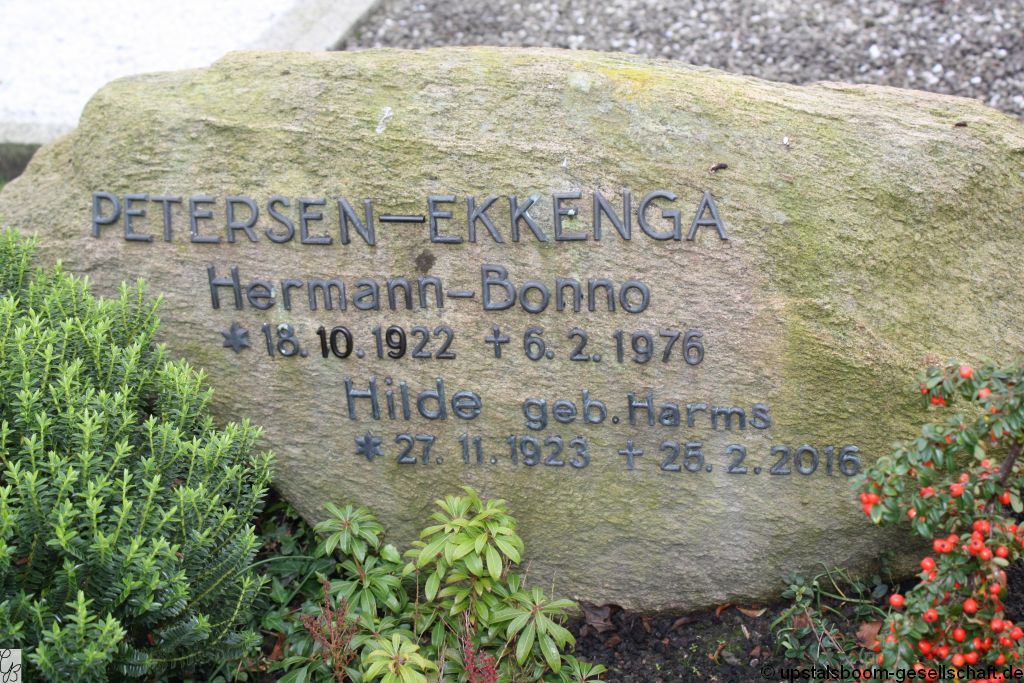 PETERSEN-EKKENGA
Hermann-Bonno
* 18. 10. 1922 † 6. 2. 1976
Hilde geb. Harms
* 27. 11. 1923 † 25. 2. 2016
© upstalsboom-gesellschaft.de